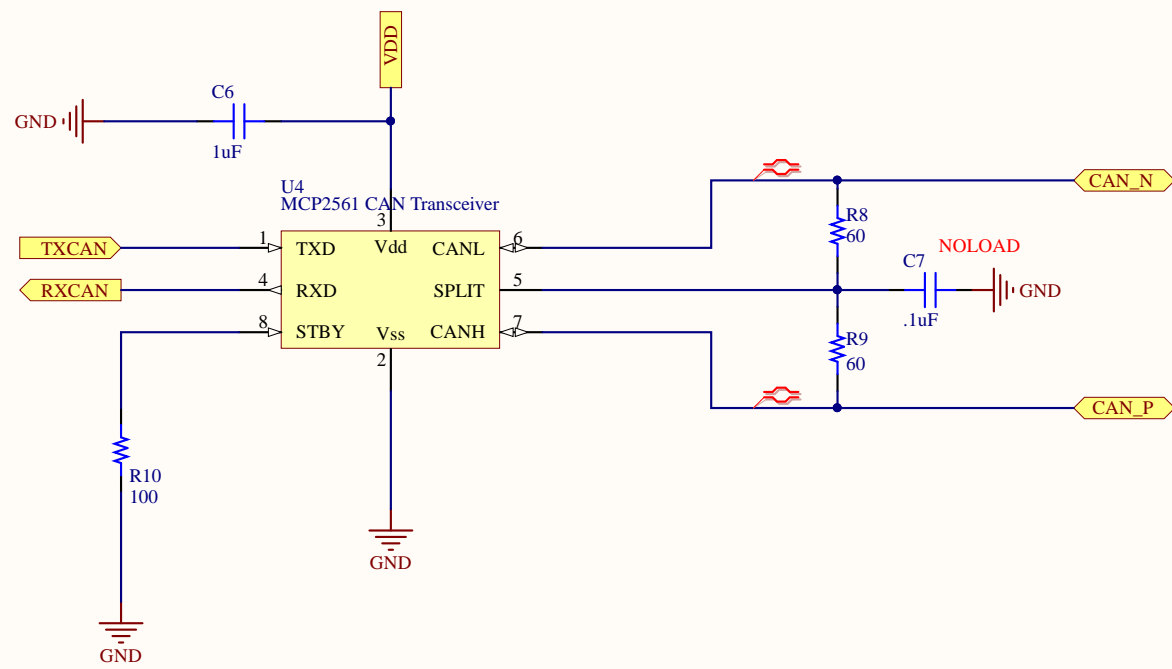 VDD
C6
GND
1uF
U4
MCP2561 CAN Transceiver
3
CAN_N
TXCAN
1
TXD
Vdd
CANL
6
R8
60
NOLOAD
C7
RXCAN
4
RXD
SPLIT
5
GND
.1uF
8
STBY
Vss
CANH
7
R9
60
2
CAN_P
R10
100
GND
GND